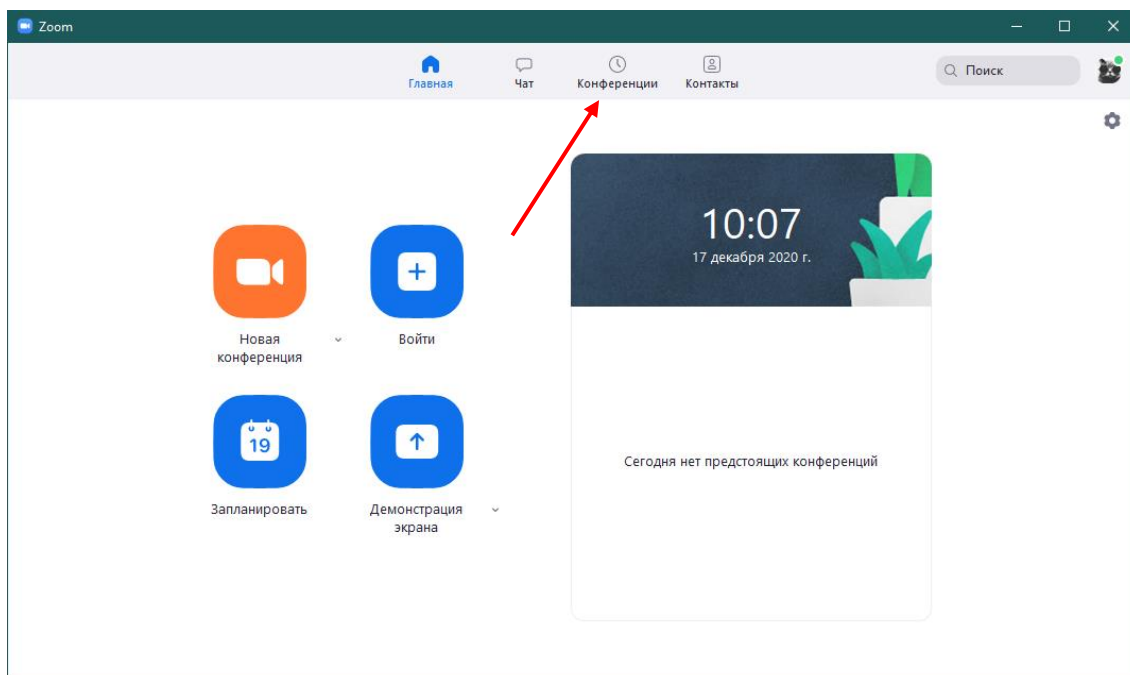 Zoom
Главная
Чат
Конференции
Контакты
Поиск
10:07
17 декабря 2020 г.
Новая
конференция
Войти
19
Запланировать
Демонстрация
экрана
Сегодня нет предстоящих конференций